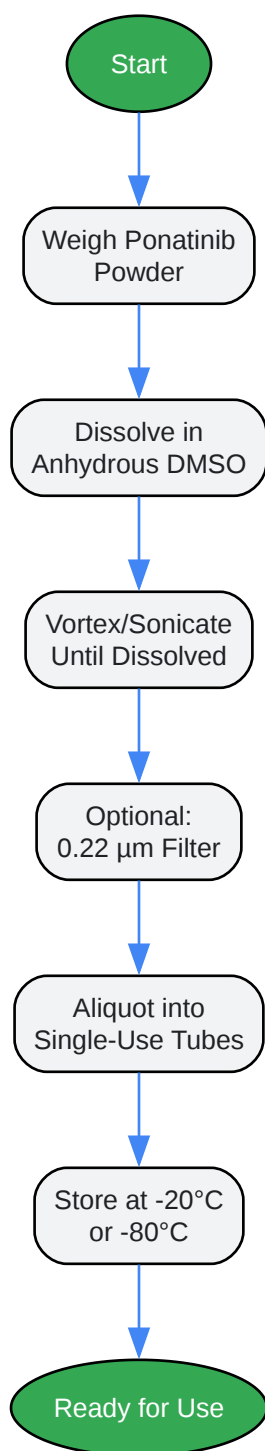 Start
Weigh Ponatinib
Powder
Dissolve in
Anhydrous DMSO
Vortex/Sonicate
Until Dissolved
Optional:
0.22 µm Filter
Aliquot into
Single-Use Tubes
Store at -20°C
or -80°C
Ready for Use